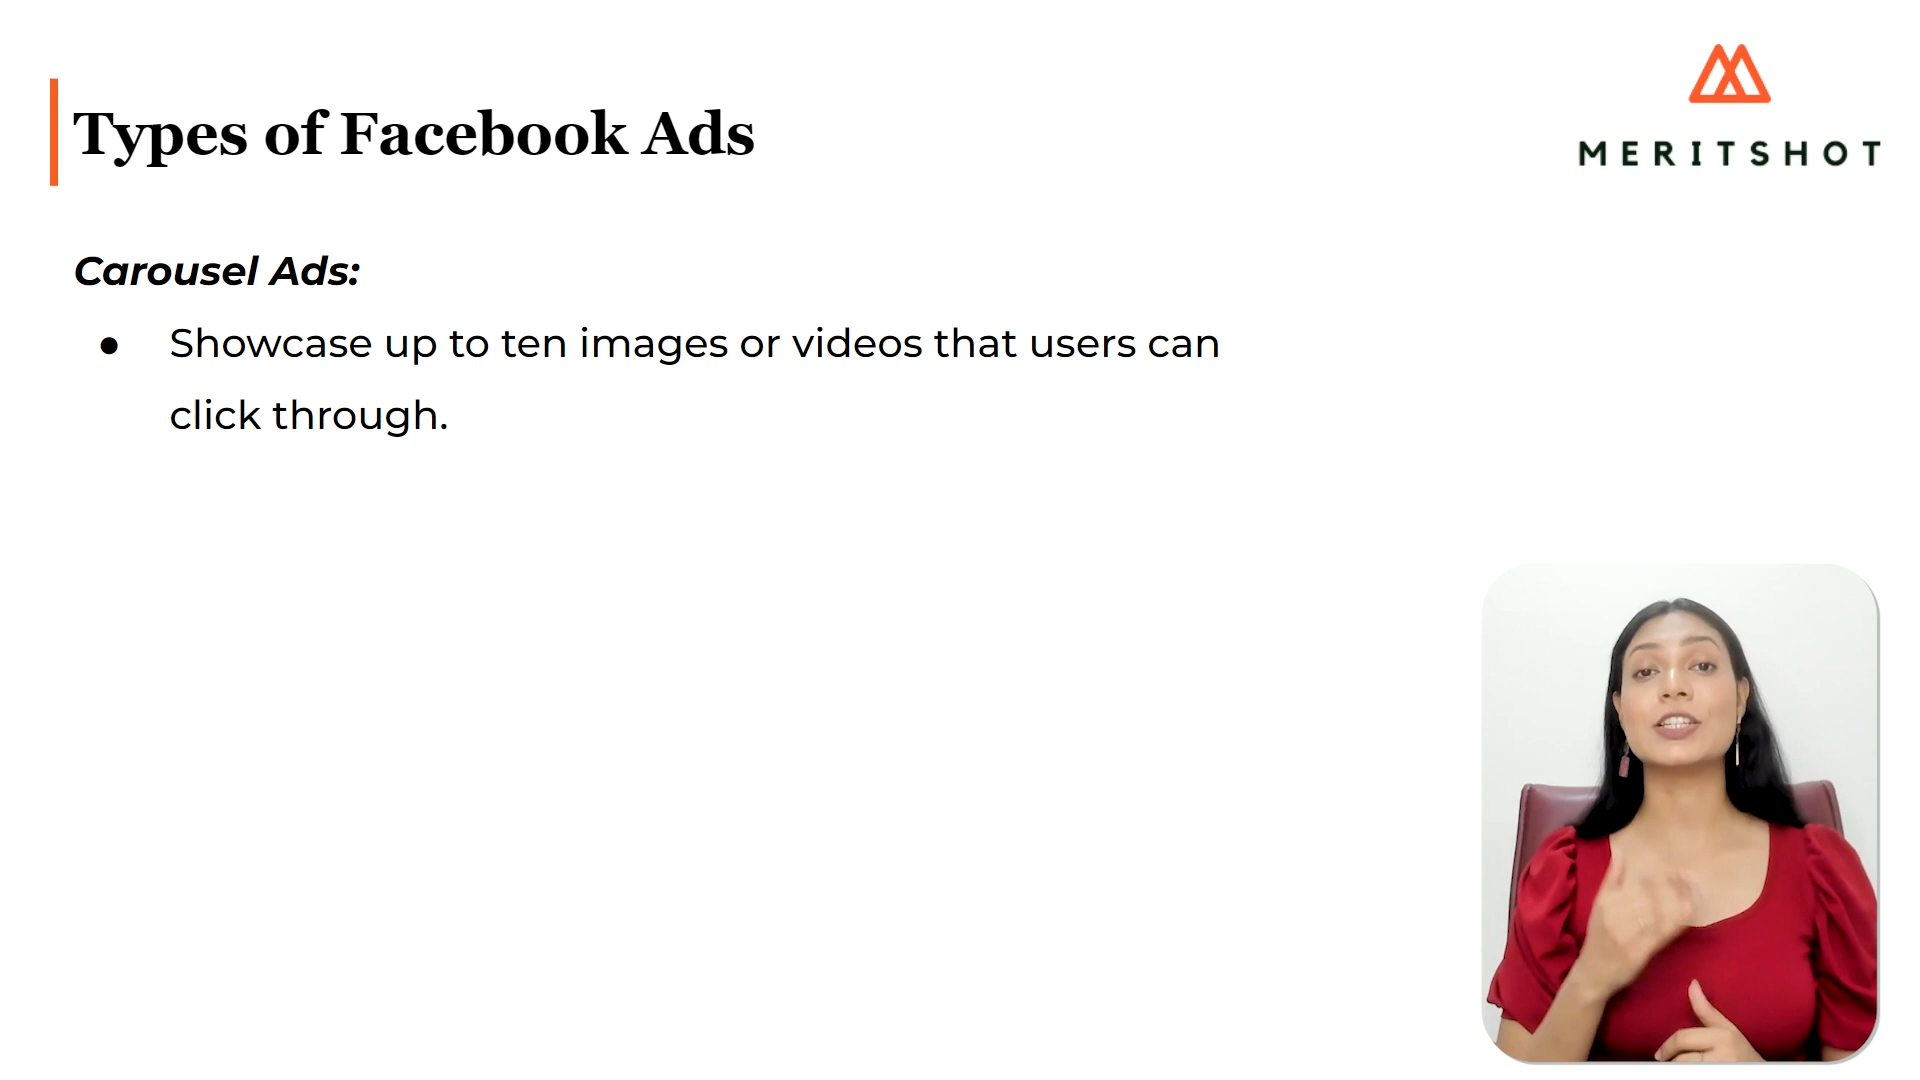 Types of Facebook Ads
MERITSHOT
Carousel Ads:
● Showcase up to ten images or videos that users can
click through.